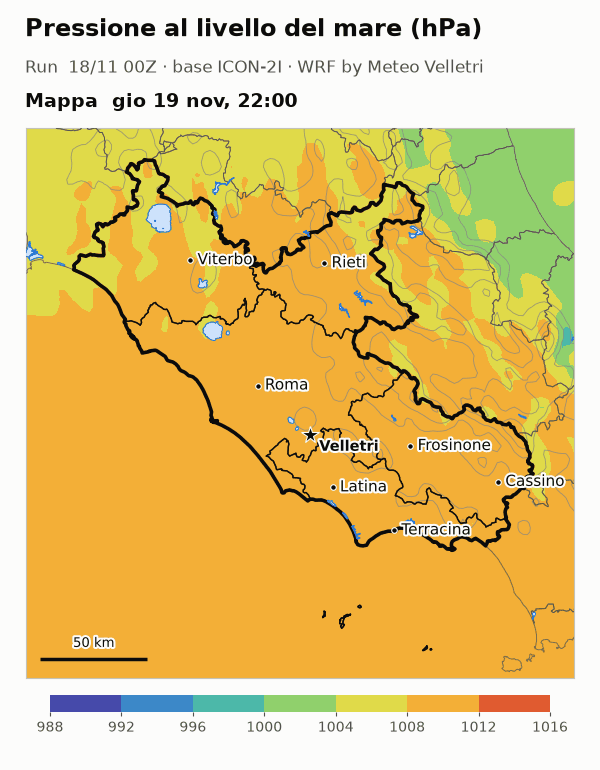 Pressione al livello del mare (hPa)
Run  18/11 00Z · base ICON-2I · WRF by Meteo Velletri
Mappa  gio 19 nov, 22:00
Viterbo
Rieti
Roma
Velletri
Frosinone
Latina
Cassino
Terracina
50 km
988 992 996 1000 1004 1008 1012 1016